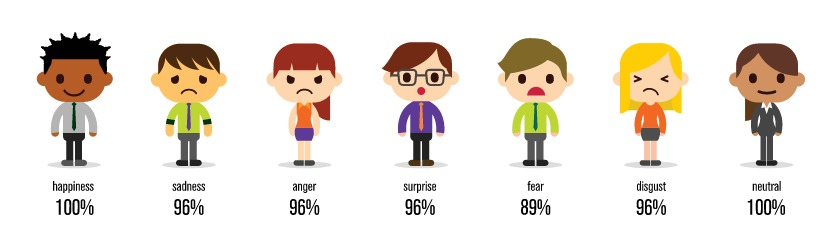 happiness sadness anger surprise fear disgust neutral
100% 96% 96% 96% 89% 96% 100%